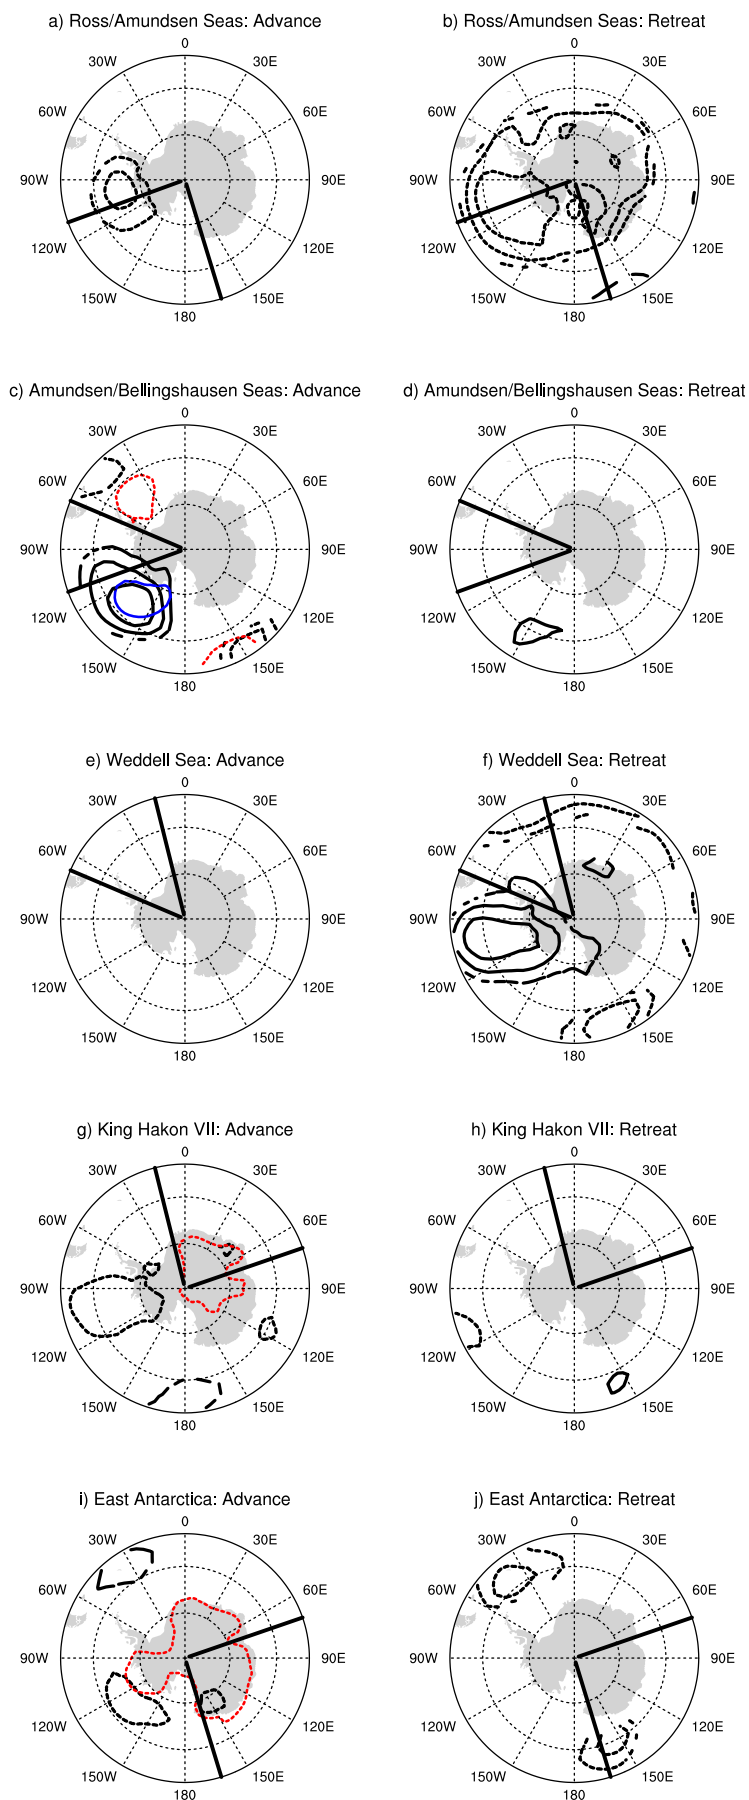 a) Ross/Amundsen Seas: Advance
0
30W 30E
60W 60E
90W 90E
120W 120E
150W 150E
180
b) Ross/Amundsen Seas: Retreat
0
30W 30E
60W 60E
90W 90E
120W 120E
150W 150E
180
c) Amundsen/Bellingshausen Seas: Advance
0
30W 30E
60W 60E
90W 90E
120W 120E
150W 150E
180
d) Amundsen/Bellingshausen Seas: Retreat
0
30W 30E
60W 60E
90W 90E
120W 120E
150W 150E
180
e) Weddell Sea: Advance
0
30W 30E
60W 60E
90W 90E
120W 120E
150W 150E
180
f) Weddell Sea: Retreat
0
30W 30E
60W 60E
90W 90E
120W 120E
150W 150E
180
g) King Hakon VII: Advance
0
30W 30E
60W 60E
90W 90E
120W 120E
150W 150E
180
h) King Hakon VII: Retreat
0
30W 30E
60W 60E
90W 90E
120W 120E
150W 150E
180
i) East Antarctica: Advance
0
30W 30E
60W 60E
90W 90E
120W 120E
150W 150E
180
j) East Antarctica: Retreat
0
30W 30E
60W 60E
90W 90E
120W 120E
150W 150E
180